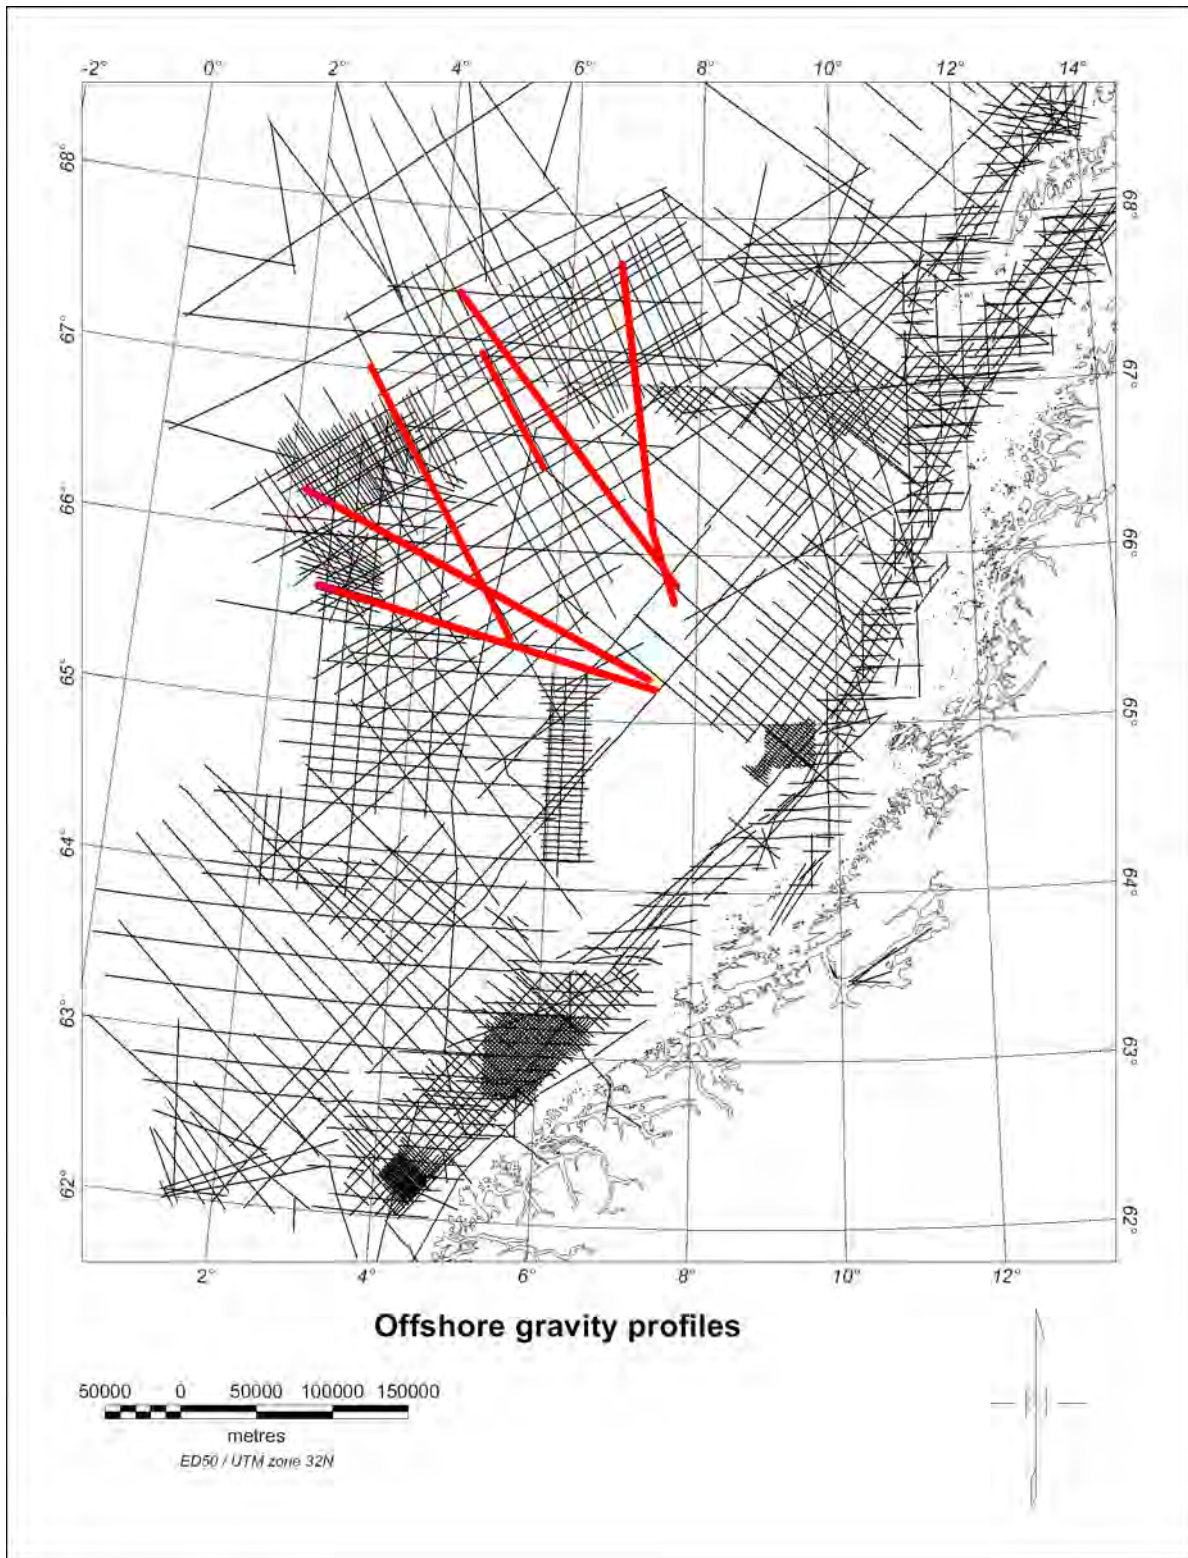 -2° 0° 2° 4° 6° 8° 10° 12° 14°
68° 68°
67° 67°
66° 66°
65° 65°
64° 64°
63° 63°
62° 62°
2° 4° 6° 8° 10° 12°
Offshore gravity profiles
50000 0 50000 100000 150000
metres
ED50 / UTM zone 32N